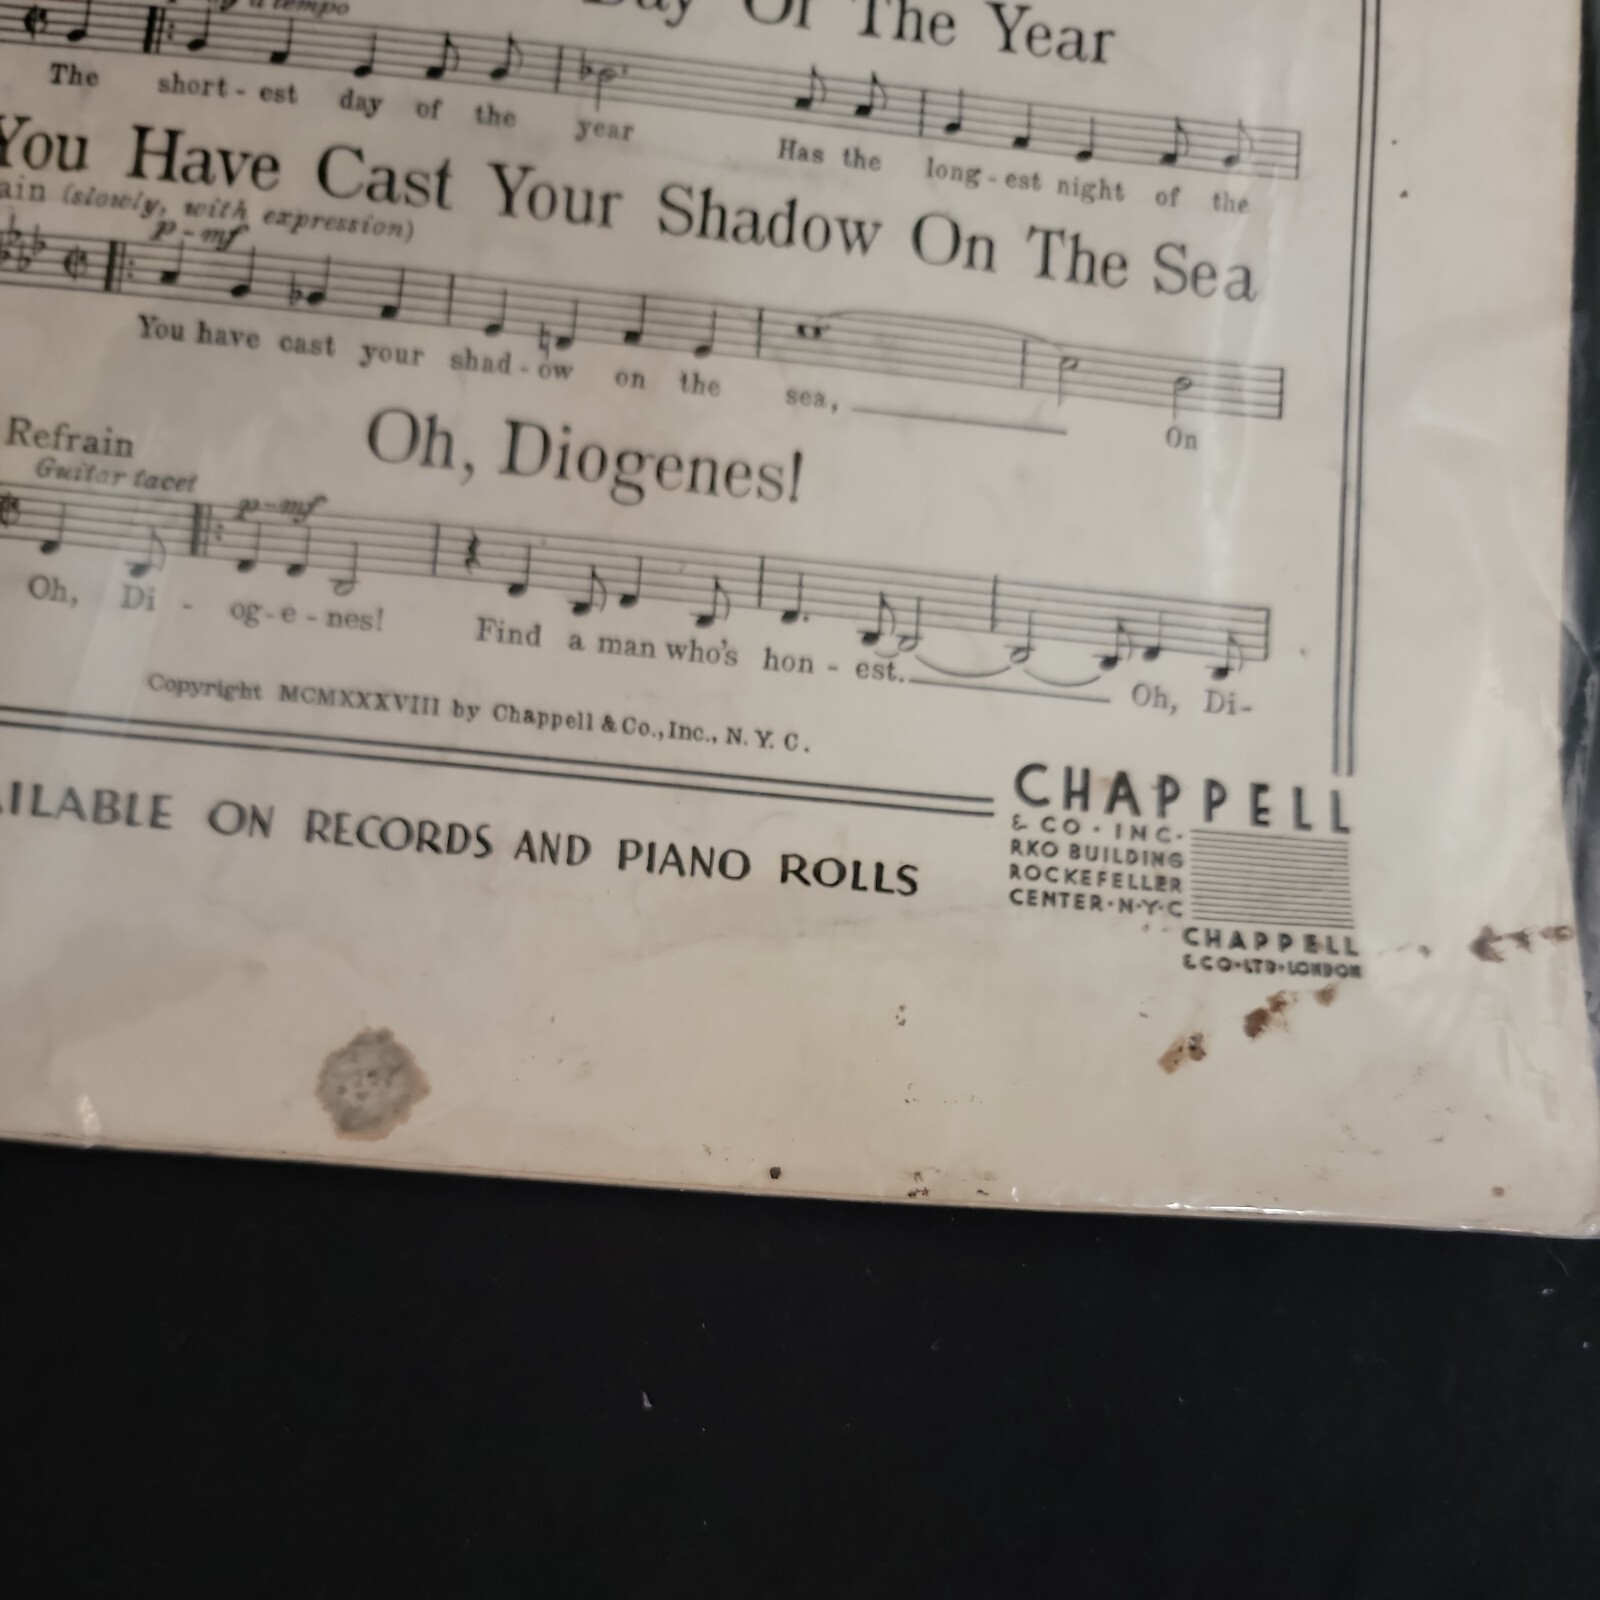 a tempo
Day Of The Year
The short - est day of the year Has the long - est night of the
You Have Cast Your Shadow On The Sea
(slowly, with expression)
p-mf
You have cast your shad - ow on the sea, On
Oh, Diogenes!
Refrain
Guitar tacet
p-mf
Oh, Di - og - e - nes! Find a man who's hon - est. Oh, Di-
Copyright MCMXXXVIII by Chappell & Co., Inc., N. Y. C.
ON RECORDS AND PIANO ROLLS
CHAPPELL
& CO · INC·
RKO BUILDING
ROCKEFELLER
CENTER·N·Y·C
CHAPPELL
& CO·LTD·LONDON